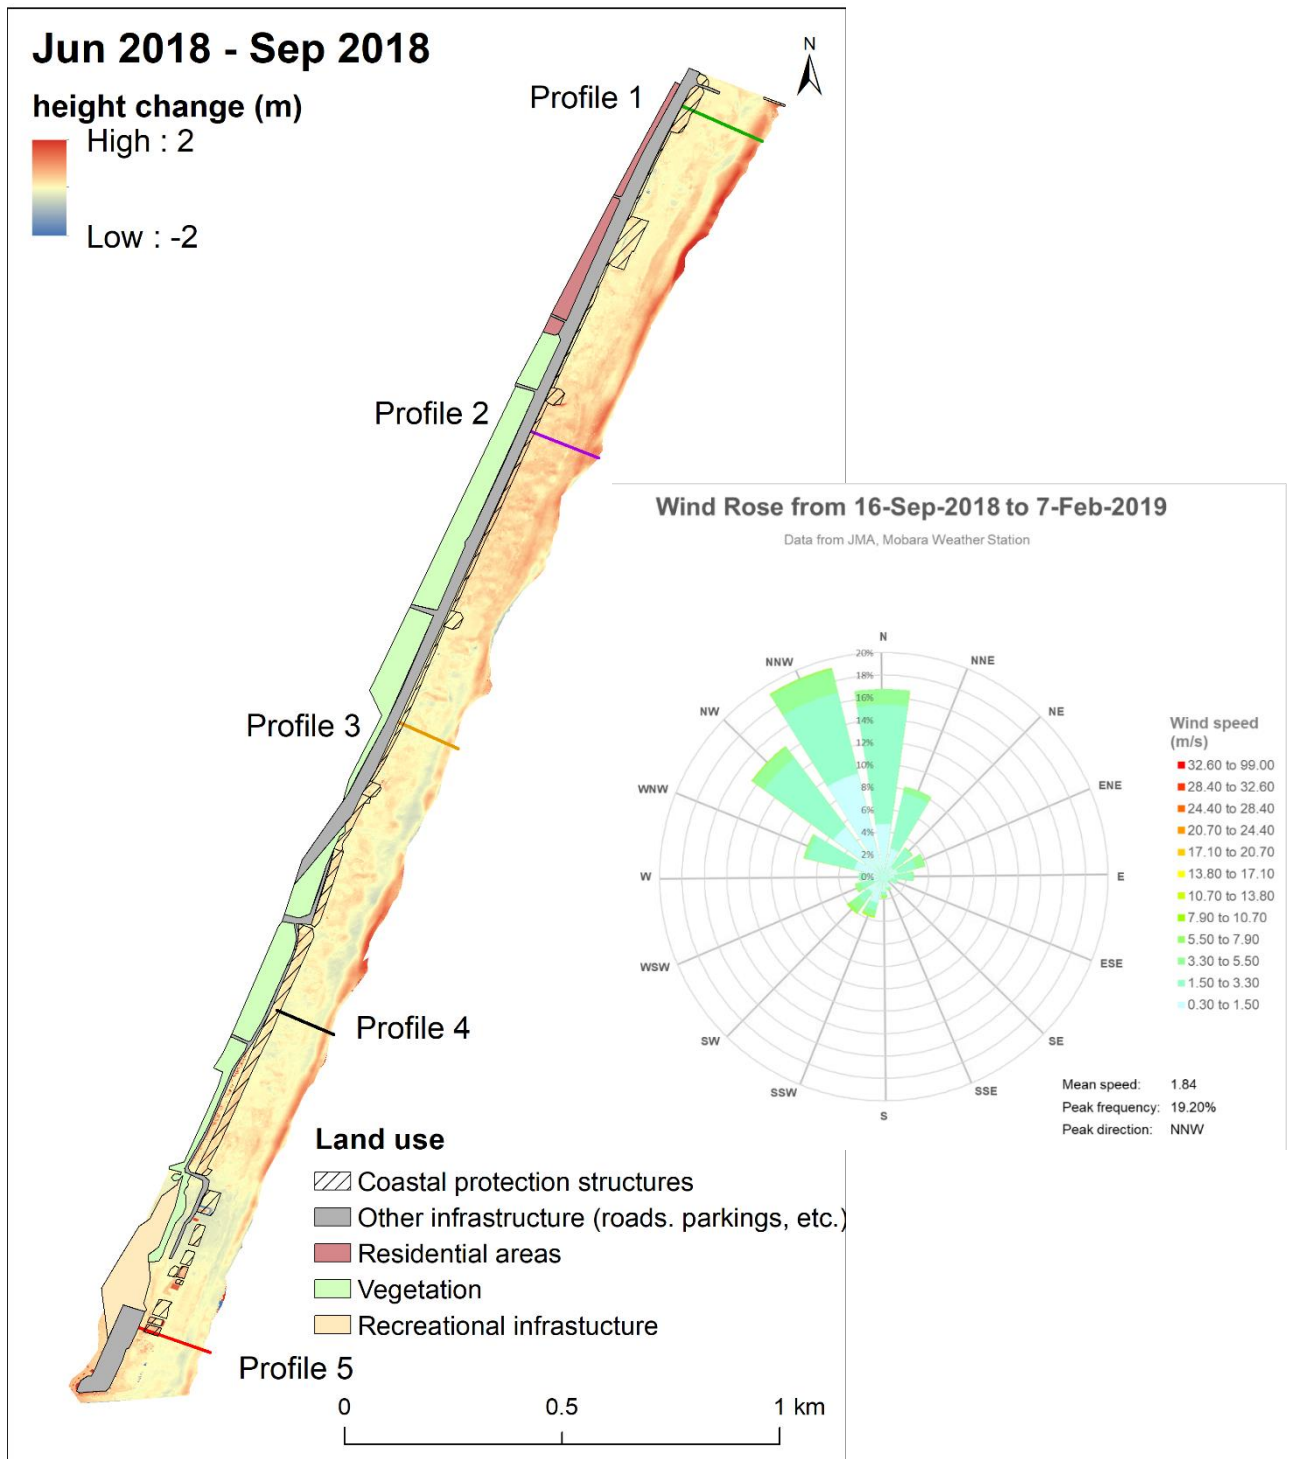 Jun 2018 - Sep 2018
height change (m)
High : 2
Low : -2
N
Profile 1
Profile 2
Profile 3
Profile 4
Profile 5
Land use
Coastal protection structures
Other infrastructure (roads. parkings, etc.)
Residential areas
Vegetation
Recreational infrastucture
0 0.5 1 km
Wind Rose from 16-Sep-2018 to 7-Feb-2019
Data from JMA, Mobara Weather Station
N
NNE
NE
ENE
E
ESE
SE
SSE
S
SSW
SW
WSW
W
WNW
NW
NNW
20%
18%
16%
14%
12%
10%
8%
6%
4%
2%
0%
Wind speed
(m/s)
32.60 to 99.00
28.40 to 32.60
24.40 to 28.40
20.70 to 24.40
17.10 to 20.70
13.80 to 17.10
10.70 to 13.80
7.90 to 10.70
5.50 to 7.90
3.30 to 5.50
1.50 to 3.30
0.30 to 1.50
Mean speed: 1.84
Peak frequency: 19.20%
Peak direction: NNW